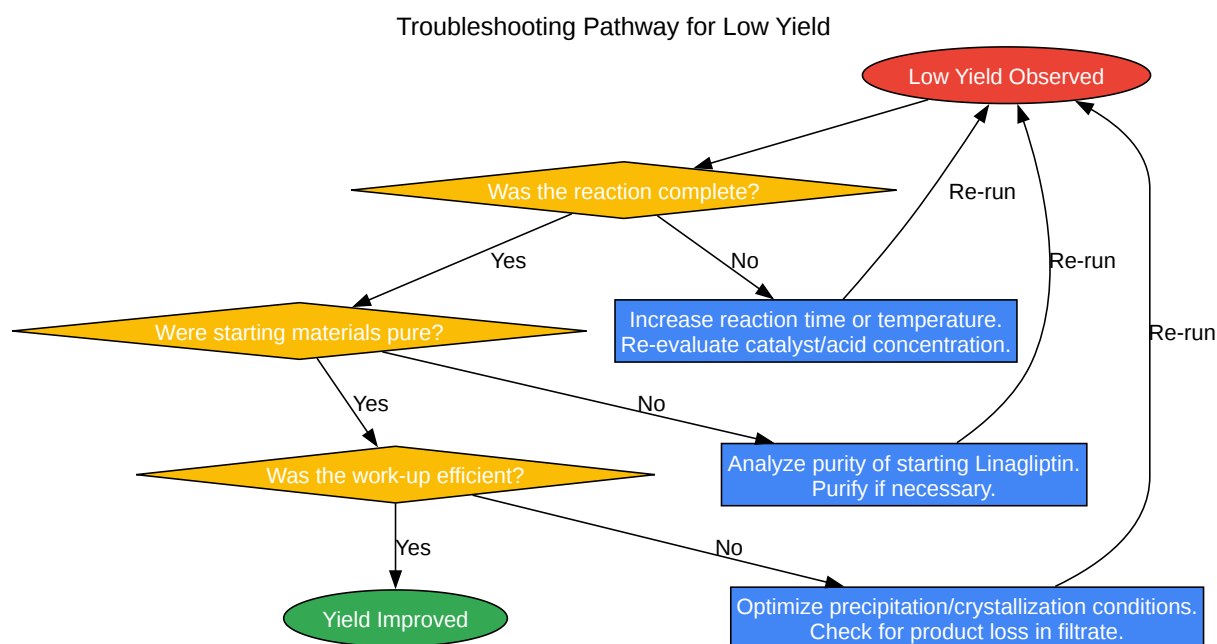 Troubleshooting Pathway for Low Yield
Low Yield Observed
Was the reaction complete?
Re-run
Yes
No
Re-run
Were starting materials pure?
Increase reaction time or temperature.
Re-evaluate catalyst/acid concentration.
Re-run
Yes
No
Was the work-up efficient?
Analyze purity of starting Linagliptin.
Purify if necessary.
Yes
No
Yield Improved
Optimize precipitation/crystallization conditions.
Check for product loss in filtrate.